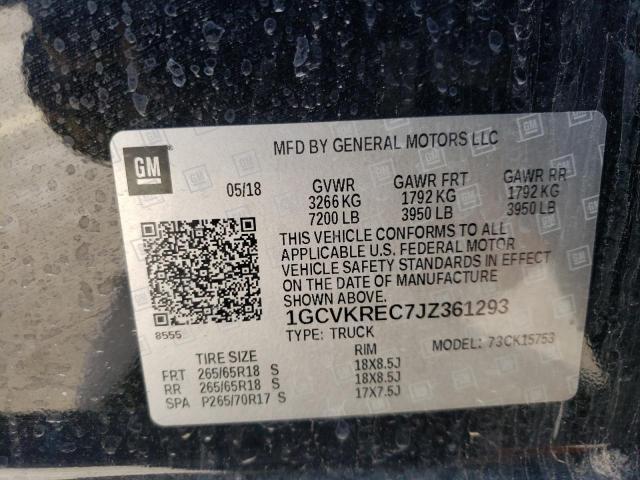 MFD BY GENERAL MOTORS LLC
GM
05/18 GVWR GAWR FRT GAWR RR
3266 KG 1792 KG 1792 KG
7200 LB 3950 LB 3950 LB
THIS VEHICLE CONFORMS TO ALL
APPLICABLE U.S. FEDERAL MOTOR
VEHICLE SAFETY STANDARDS IN EFFECT
ON THE DATE OF MANUFACTURE
SHOWN ABOVE.
1GCVKREC7JZ361293
8555 TYPE: TRUCK MODEL: 73CK15753
TIRE SIZE RIM
FRT 265/65R18 S 18X8.5J
RR 265/65R18 S 18X8.5J
SPA P265/70R17 S 17X7.5J